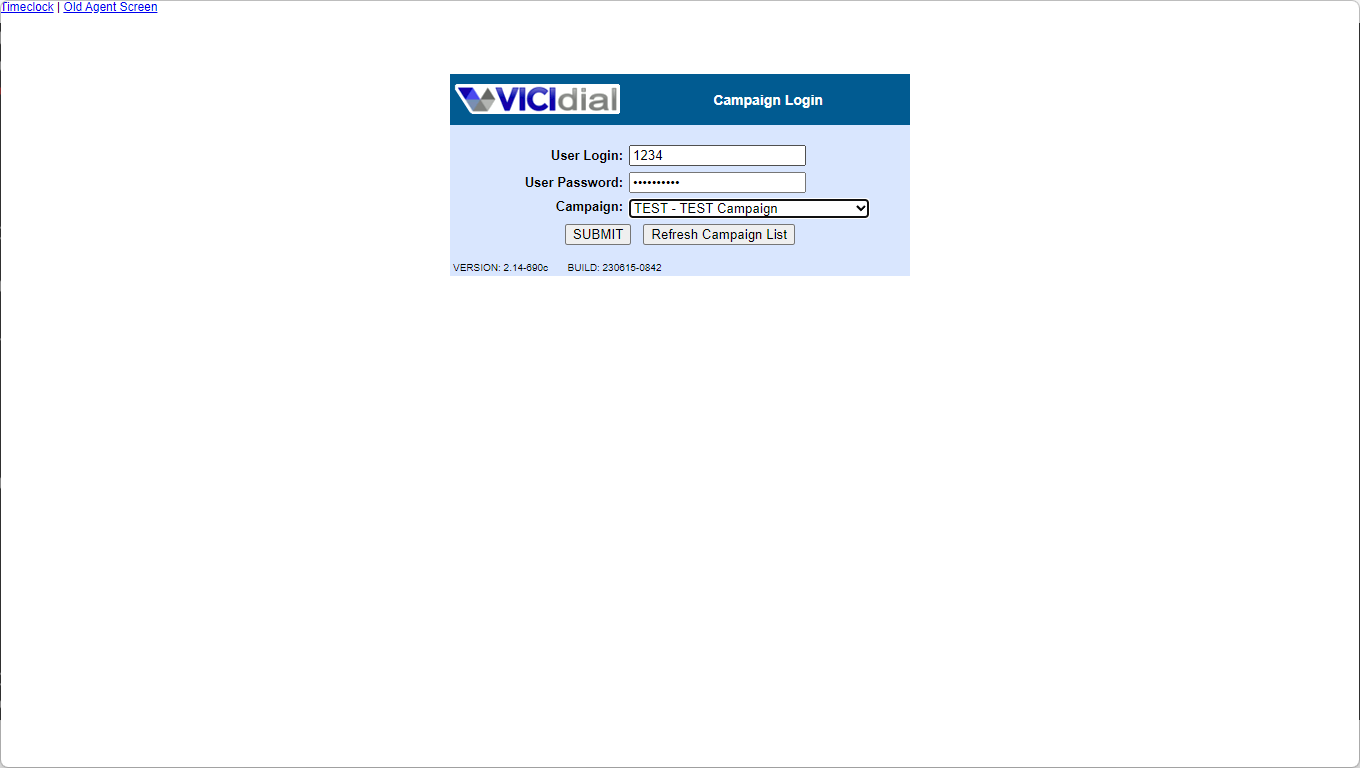 Timeclock | Old Agent Screen
VICIdial
Campaign Login
User Login: 1234
User Password: ••••••••••
Campaign: TEST - TEST Campaign
SUBMIT Refresh Campaign List
VERSION: 2.14-690c BUILD: 230615-0842